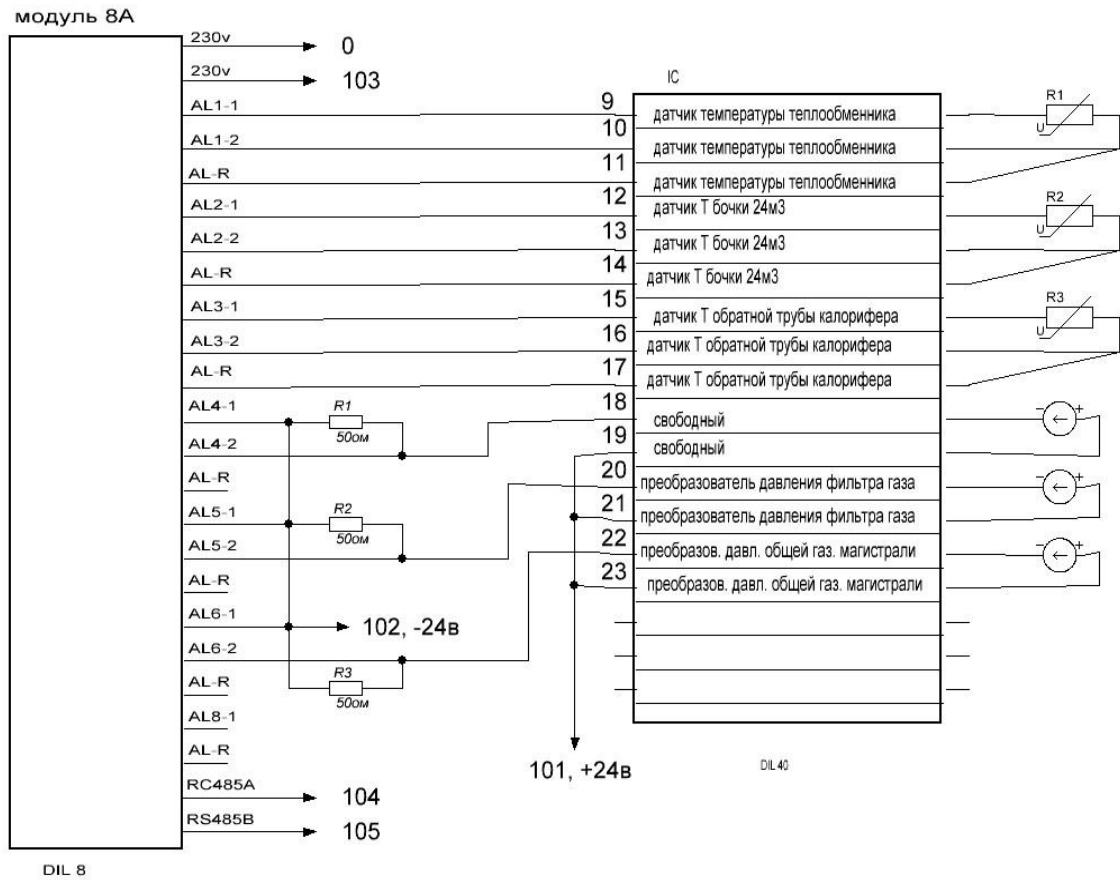 модуль 8А
230v
0
230v
103
AL1-1
AL1-2
AL-R
AL2-1
AL2-2
AL-R
AL3-1
AL3-2
AL-R
AL4-1
AL4-2
AL-R
AL5-1
AL5-2
AL-R
AL6-1
AL6-2
AL-R
AL8-1
AL-R
RC485A
104
RS485B
105
DIL 8
R1
50ом
R2
50ом
102, -24в
R3
50ом
101, +24в
IC
9
датчик температуры теплообменника
10
датчик температуры теплообменника
11
датчик температуры теплообменника
12
датчик Т бочки 24м3
13
датчик Т бочки 24м3
14
датчик Т бочки 24м3
15
датчик Т обратной трубы калорифера
16
датчик Т обратной трубы калорифера
17
датчик Т обратной трубы калорифера
18
свободный
19
свободный
20
преобразователь давления фильтра газа
21
преобразователь давления фильтра газа
22
преобразов. давл. общей газ. магистрали
23
преобразов. давл. общей газ. магистрали
DIL 40
R1
U
R2
U
R3
U
- +
- +
- +